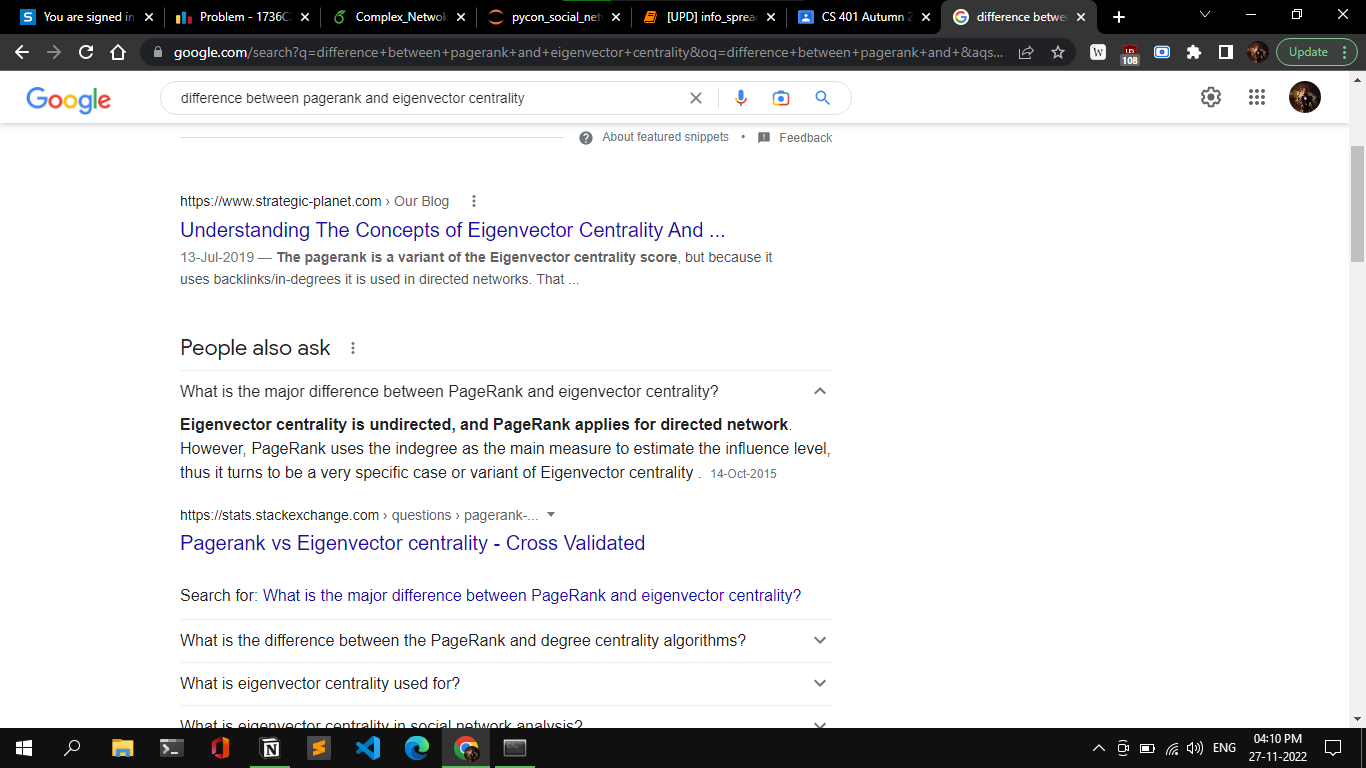 You are signed in
Problem - 1736C
Complex_Netwo
pycon_social_net
[UPD] info_sprea
CS 401 Autumn 2
difference betwe
google.com/search?q=difference+between+pagerank+and+eigenvector+centrality&oq=difference+between+pagerank+and+&aqs...
108
Update
Google
difference between pagerank and eigenvector centrality
About featured snippets • Feedback
https://www.strategic-planet.com › Our Blog
Understanding The Concepts of Eigenvector Centrality And ...
13-Jul-2019 — The pagerank is a variant of the Eigenvector centrality score, but because it
uses backlinks/in-degrees it is used in directed networks. That ...
People also ask
What is the major difference between PageRank and eigenvector centrality?
Eigenvector centrality is undirected, and PageRank applies for directed network.
However, PageRank uses the indegree as the main measure to estimate the influence level,
thus it turns to be a very specific case or variant of Eigenvector centrality . 14-Oct-2015
https://stats.stackexchange.com › questions › pagerank-...
Pagerank vs Eigenvector centrality - Cross Validated
Search for: What is the major difference between PageRank and eigenvector centrality?
What is the difference between the PageRank and degree centrality algorithms?
What is eigenvector centrality used for?
What is eigenvector centrality in social network analysis?
ENG
04:10 PM
27-11-2022